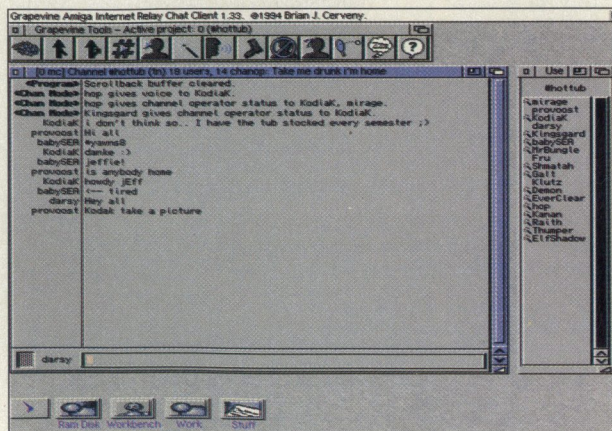 Grapevine Amiga Internet Relay Chat Client 1.33. ©1994 Brian J. Cerveny.
Grapevine Tools – Active project: 0 (#hottub)
[0 mc] Channel #hottub (tn) 18 users, 14 chanop: Take me drunk i'm home
<Program> Scrollback buffer cleared.
<Chan Mode> hop gives voice to KodiaK.
<Chan Mode> hop gives channel operator status to KodiaK, mirage.
<Chan Mode> Kingsgard gives channel operator status to KodiaK.
KodiaK i don't think so.. I have the tub stocked every semester ;>
provoost Hi all
babySEA *yawns8
KodiaK danke :>
babySEA jeffie!
provoost is anybody home
KodiaK howdy jEff
babySEA <-- tired
darsy Hey all
provoost Kodak take a picture
darsy
Use
#hottub
mirage
provoost
KodiaK
darsy
Kingsgard
babySEA
MrBungle
Fru
Shmatah
Galt
Klutz
Demon
EverClear
hop
Kanan
Raith
Thumper
ElfShadow
Ram Disk
Workbench
Work
Stuff